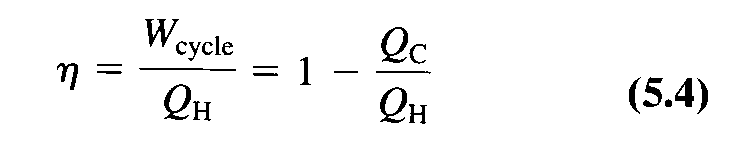 η = W_cycle / Q_H = 1 − Q_C / Q_H (5.4)